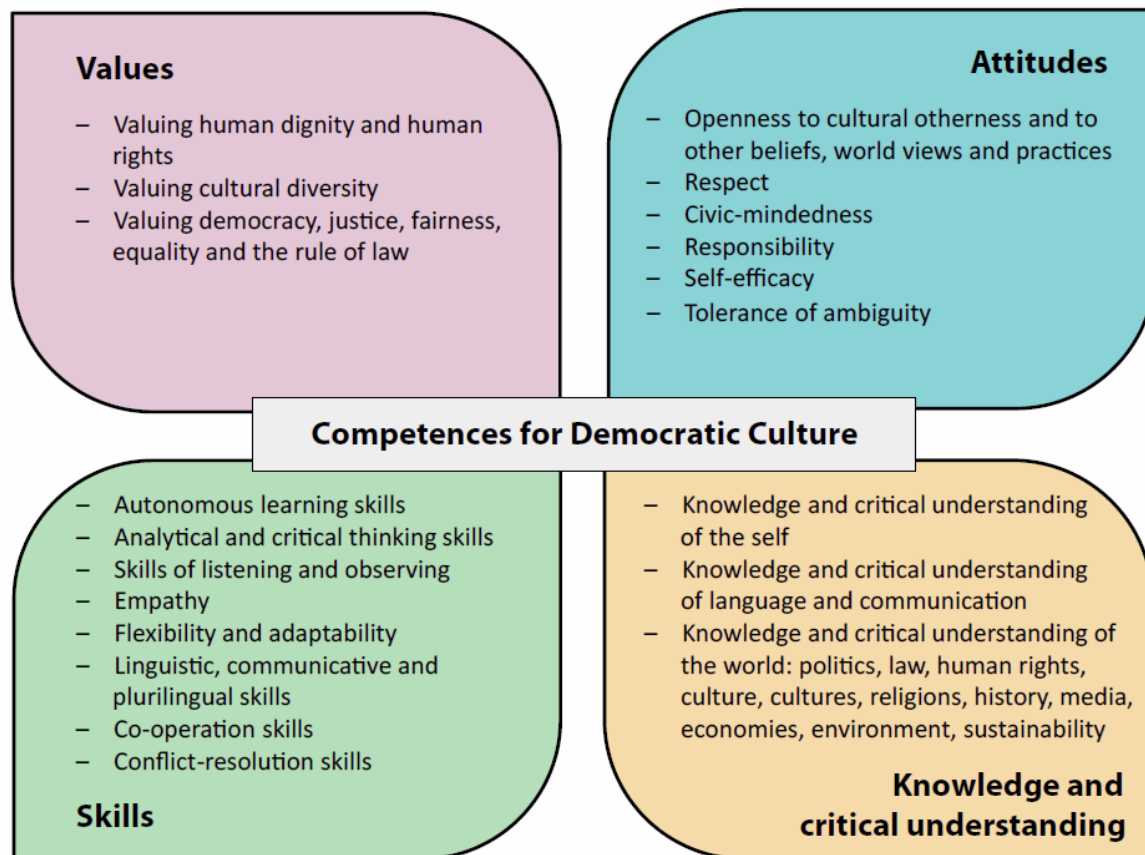 Values
– Valuing human dignity and human
rights
– Valuing cultural diversity
– Valuing democracy, justice, fairness,
equality and the rule of law
Attitudes
– Openness to cultural otherness and to
other beliefs, world views and practices
– Respect
– Civic-mindedness
– Responsibility
– Self-efficacy
– Tolerance of ambiguity
Competences for Democratic Culture
– Autonomous learning skills
– Analytical and critical thinking skills
– Skills of listening and observing
– Empathy
– Flexibility and adaptability
– Linguistic, communicative and
plurilingual skills
– Co-operation skills
– Conflict-resolution skills
Skills
– Knowledge and critical understanding
of the self
– Knowledge and critical understanding
of language and communication
– Knowledge and critical understanding of
the world: politics, law, human rights,
culture, cultures, religions, history, media,
economies, environment, sustainability
Knowledge and
critical understanding